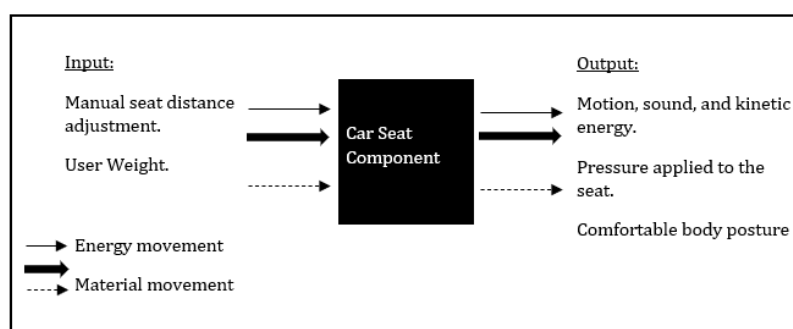 Input:
Manual seat distance
adjustment.
User Weight.
Car Seat
Component
Output:
Motion, sound, and kinetic
energy.
Pressure applied to the
seat.
Comfortable body posture
Energy movement
Material movement